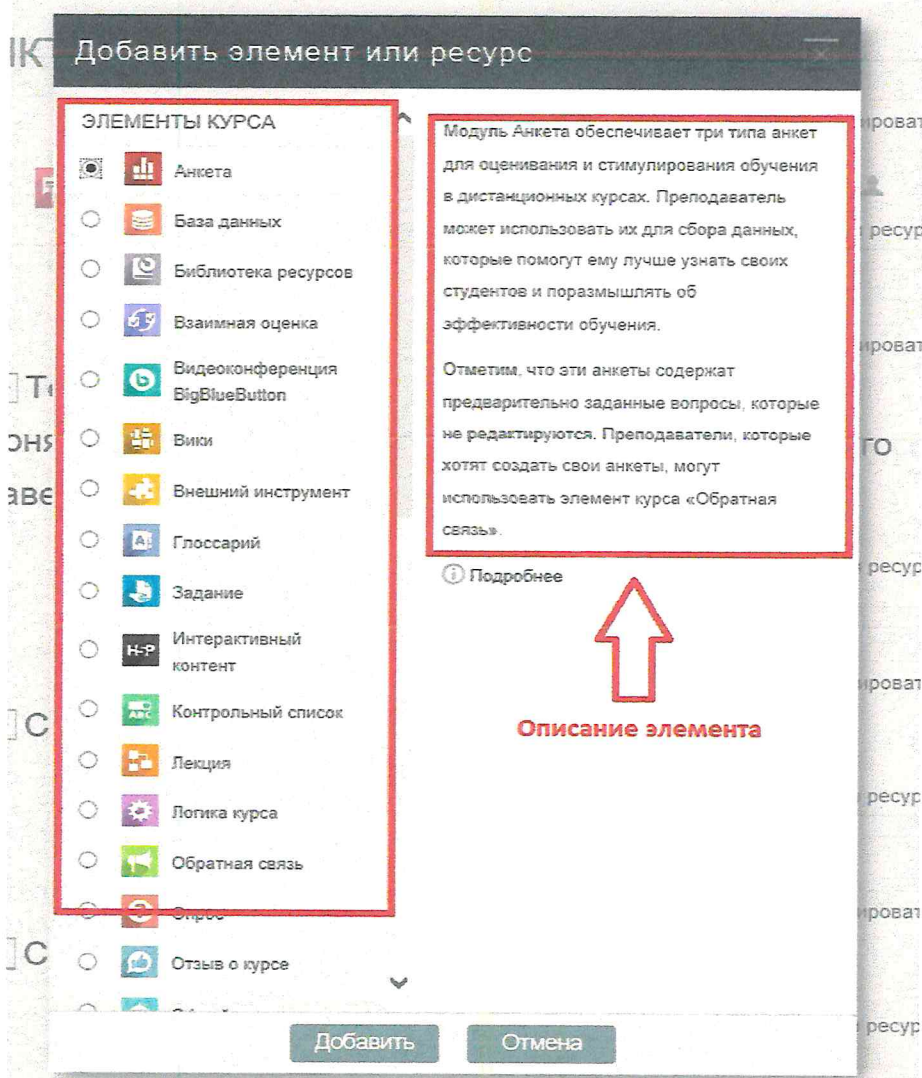 Добавить элемент или ресурс
ЭЛЕМЕНТЫ КУРСА
Анкета
База данных
Библиотека ресурсов
Взаимная оценка
Видеоконференция
BigBlueButton
Вики
Внешний инструмент
Глоссарий
Задание
H-P
Интерактивный
контент
ABC
Контрольный список
Лекция
Логика курса
Обратная связь
Опрос
Отзыв о курсе
Модуль Анкета обеспечивает три типа анкет
для оценивания и стимулирования обучения
в дистанционных курсах. Преподаватель
может использовать их для сбора данных,
которые помогут ему лучше узнать своих
студентов и поразмышлять об
эффективности обучения.
Отметим, что эти анкеты содержат
предварительно заданные вопросы, которые
не редактируются. Преподаватели, которые
хотят создать свои анкеты, могут
использовать элемент курса «Обратная
связь».
Подробнее
Описание элемента
Добавить
Отмена